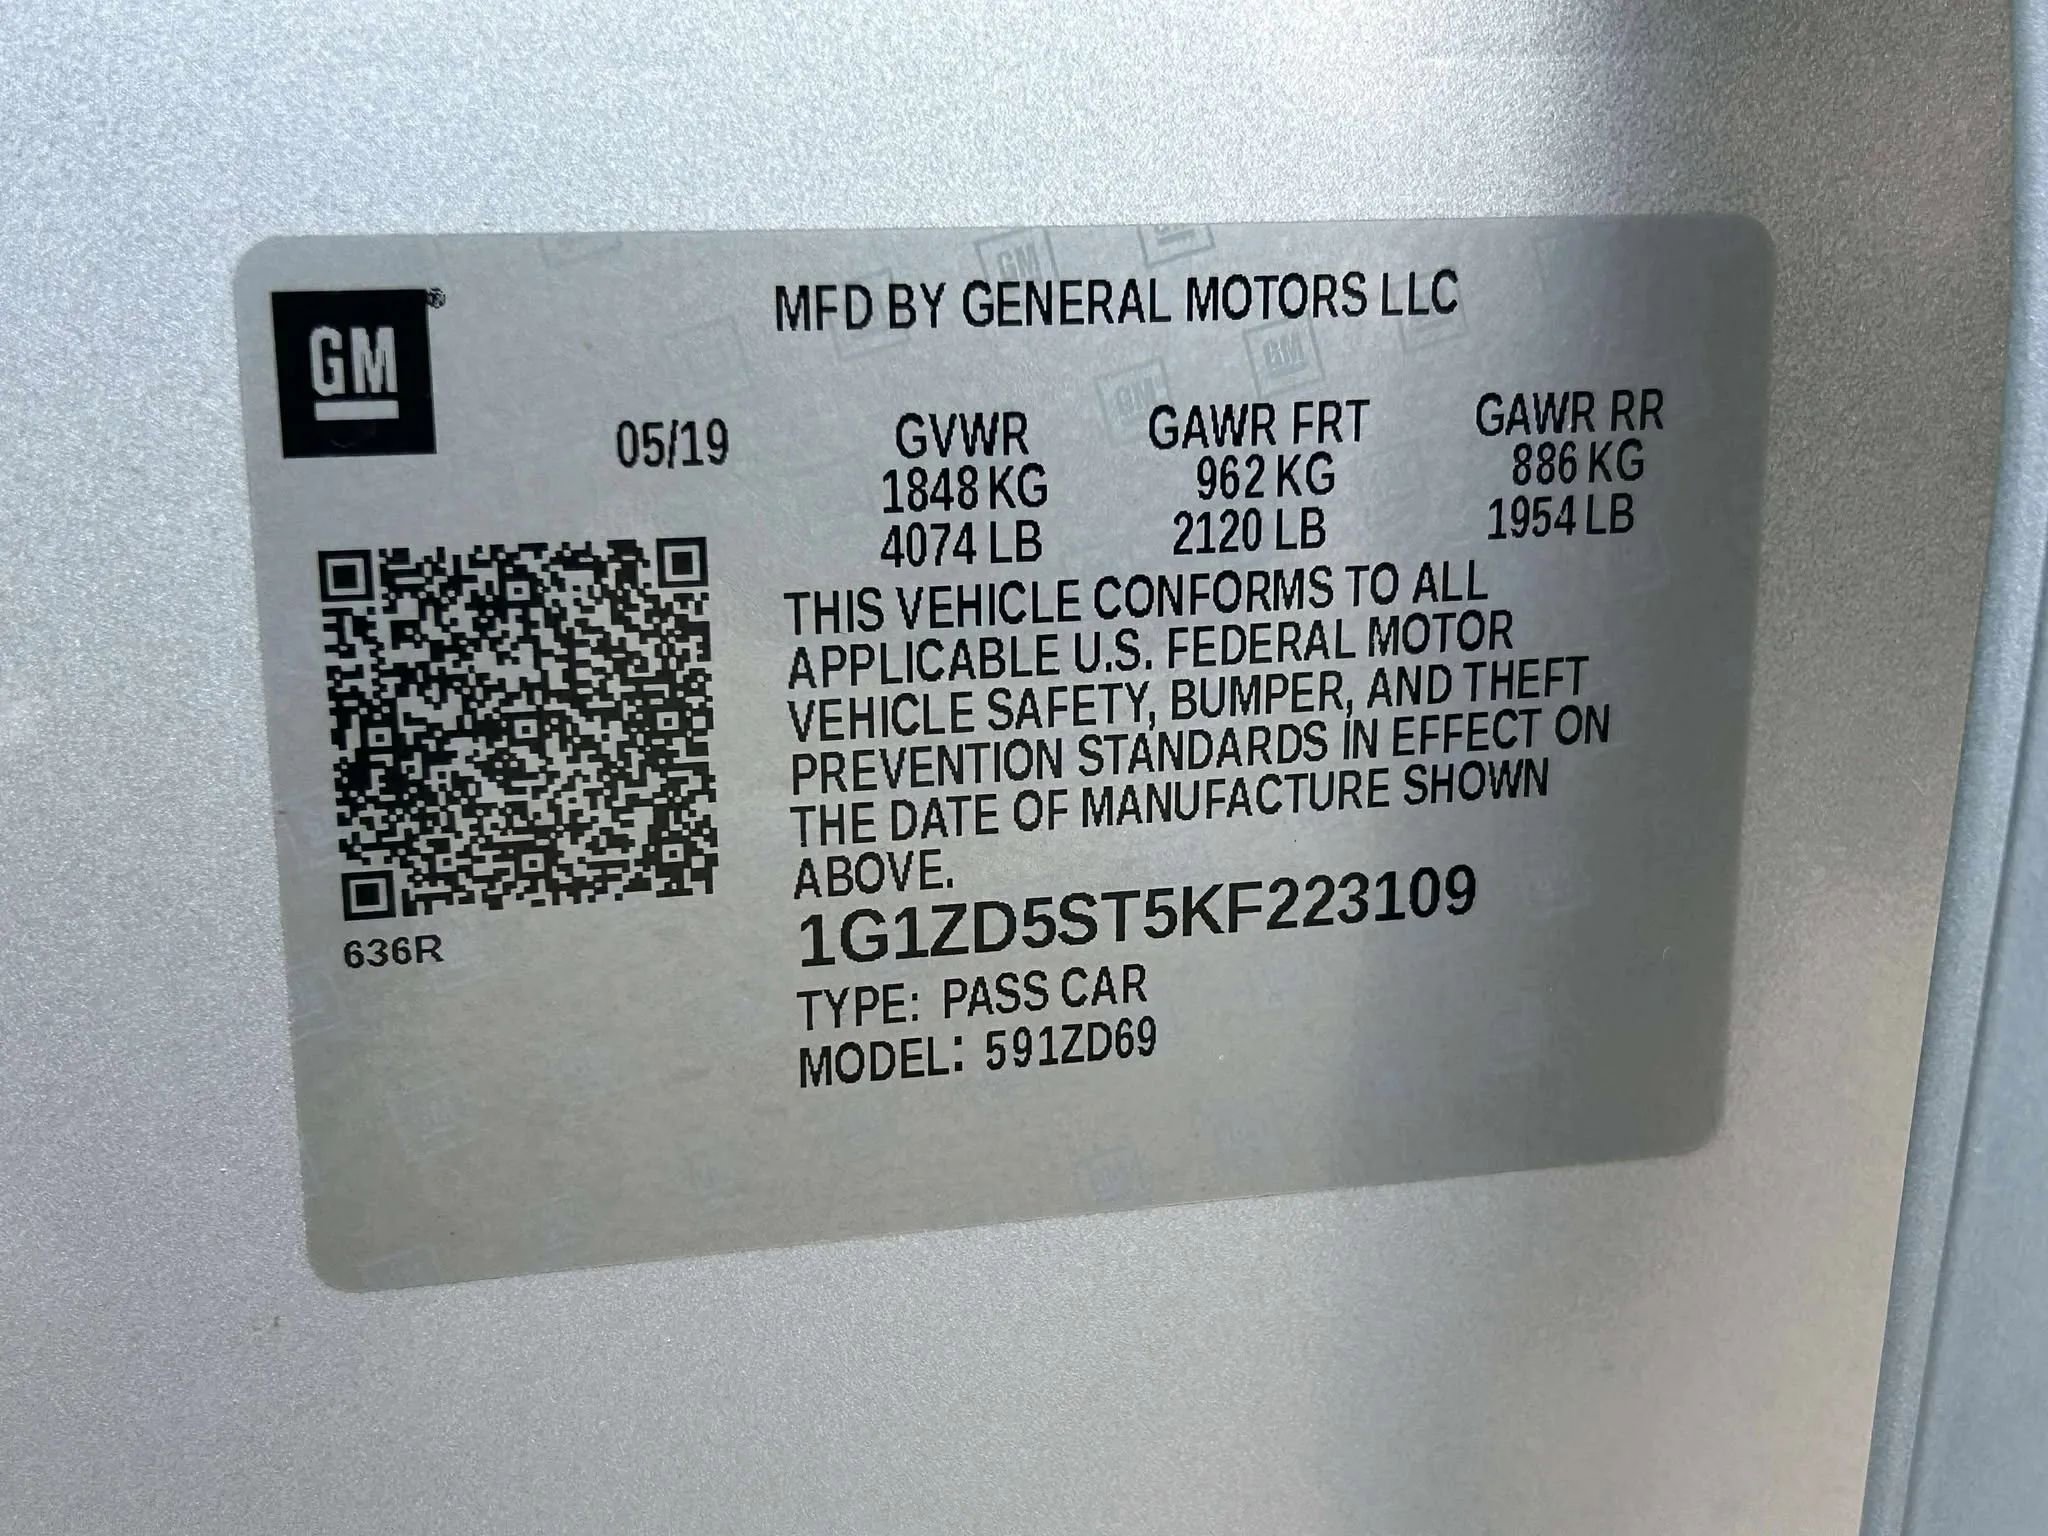 GM
MFD BY GENERAL MOTORS LLC
05/19
GVWR GAWR FRT GAWR RR
1848 KG 962 KG 886 KG
4074 LB 2120 LB 1954 LB
THIS VEHICLE CONFORMS TO ALL
APPLICABLE U.S. FEDERAL MOTOR
VEHICLE SAFETY, BUMPER, AND THEFT
PREVENTION STANDARDS IN EFFECT ON
THE DATE OF MANUFACTURE SHOWN
ABOVE.
1G1ZD5ST5KF223109
TYPE: PASS CAR
MODEL: 591ZD69
636R